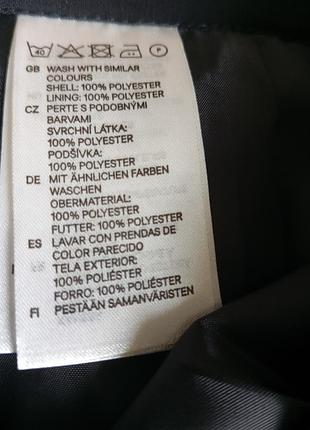 40 P
GB WASH WITH SIMILAR
COLOURS
SHELL: 100% POLYESTER
LINING: 100% POLYESTER
CZ PERTE S PODOBNÝMI
BARVAMI
SVRCHNÍ LÁTKA:
100% POLYESTER
PODŠÍVKA:
100% POLYESTER
DE MIT ÄHNLICHEN FARBEN
WASCHEN
OBERMATERIAL:
100% POLYESTER
FUTTER: 100% POLYESTER
ES LAVAR CON PRENDAS DE
COLOR PARECIDO
TELA EXTERIOR:
100% POLIÉSTER
FORRO: 100% POLIÉSTER
FI PESTÄÄN SAMANVÄRISTEN